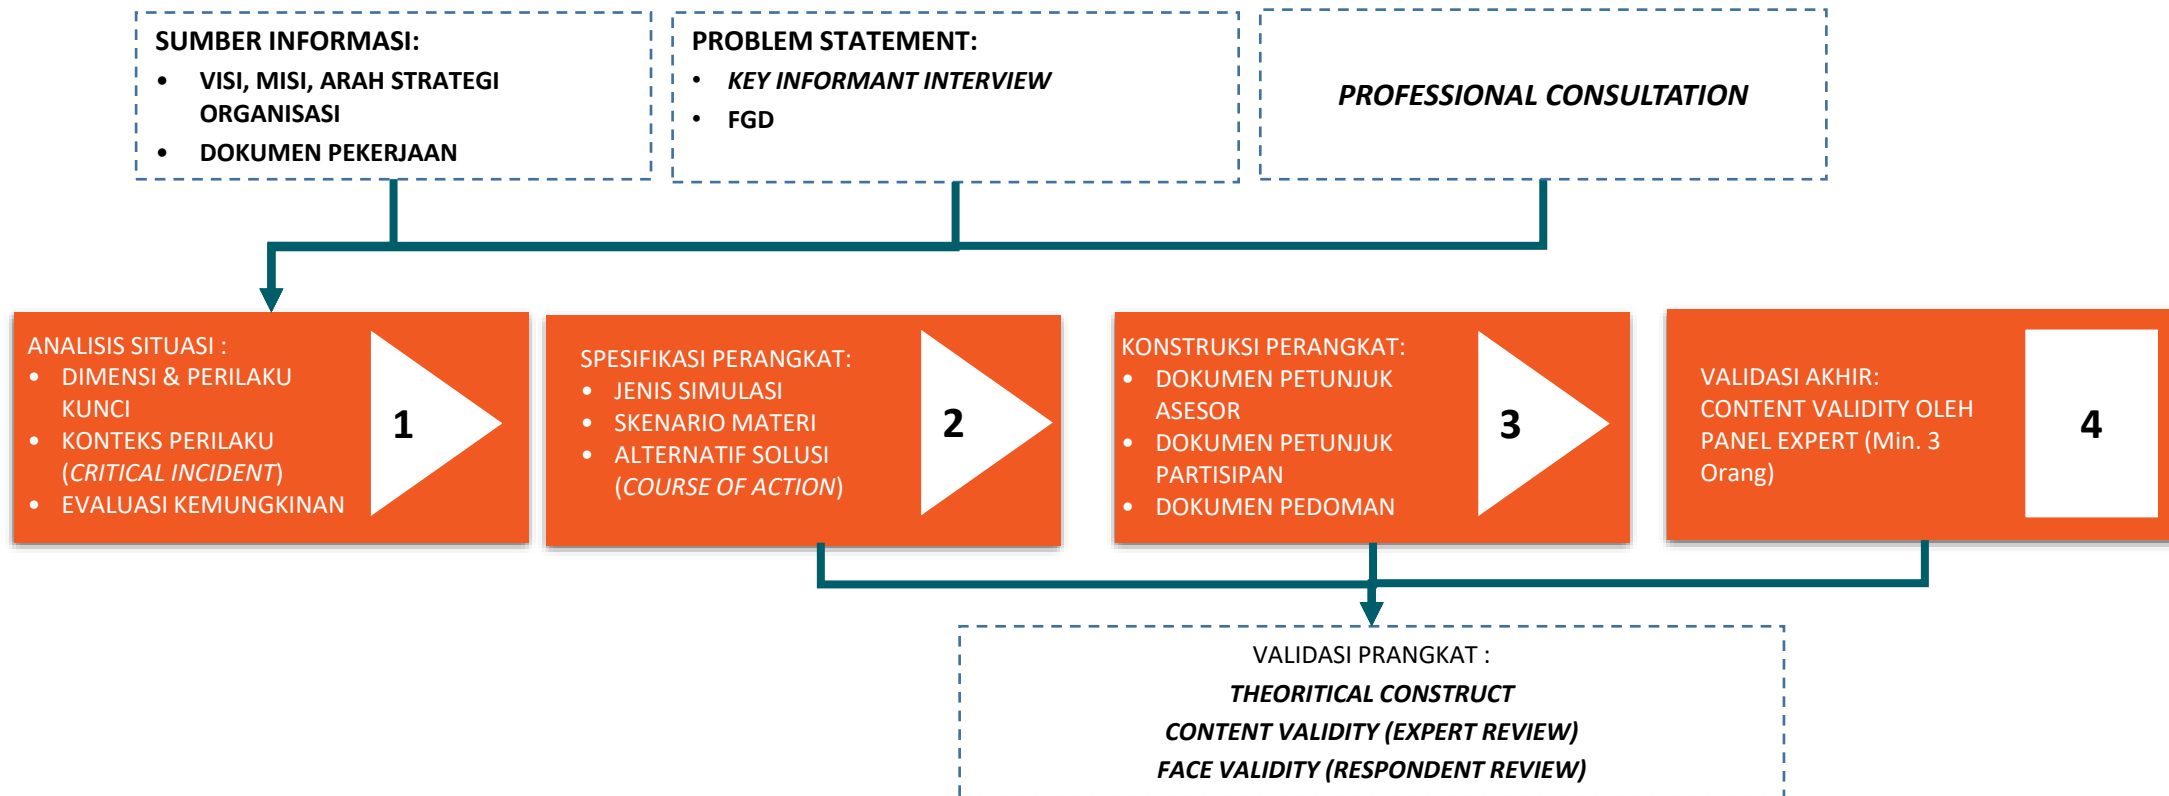 SUMBER INFORMASI:
• VISI, MISI, ARAH STRATEGI
ORGANISASI
• DOKUMEN PEKERJAAN
PROBLEM STATEMENT:
• KEY INFORMANT INTERVIEW
• FGD
PROFESSIONAL CONSULTATION
ANALISIS SITUASI :
• DIMENSI & PERILAKU
KUNCI
• KONTEKS PERILAKU
(CRITICAL INCIDENT)
• EVALUASI KEMUNGKINAN
1
SPESIFIKASI PERANGKAT:
• JENIS SIMULASI
• SKENARIO MATERI
• ALTERNATIF SOLUSI
(COURSE OF ACTION)
2
KONSTRUKSI PERANGKAT:
• DOKUMEN PETUNJUK
ASESOR
• DOKUMEN PETUNJUK
PARTISIPAN
• DOKUMEN PEDOMAN
3
VALIDASI AKHIR:
CONTENT VALIDITY OLEH
PANEL EXPERT (Min. 3
Orang)
4
VALIDASI PRANGKAT :
THEORITICAL CONSTRUCT
CONTENT VALIDITY (EXPERT REVIEW)
FACE VALIDITY (RESPONDENT REVIEW)